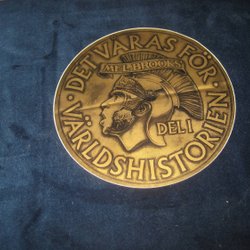 DET VÅRAS FÖR
MEL BROOKS
DEL I
VÄRLDSHISTORIEN